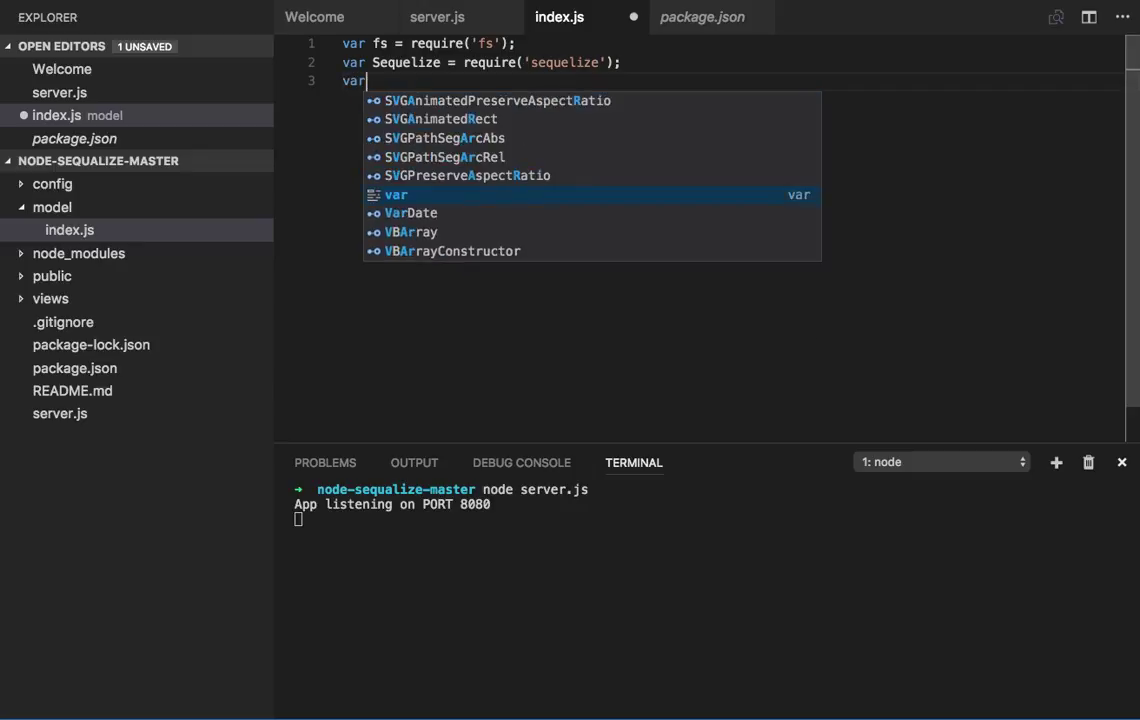 EXPLORER
OPEN EDITORS 1 UNSAVED
Welcome
server.js
index.js model
package.json
NODE-SEQUALIZE-MASTER
config
model
index.js
node_modules
public
views
.gitignore
package-lock.json
package.json
README.md
server.js
Welcome server.js index.js package.json
1 var fs = require('fs');
2 var Sequelize = require('sequelize');
3 var
SVGAnimatedPreserveAspectRatio
SVGAnimatedRect
SVGPathSegArcAbs
SVGPathSegArcRel
SVGPreserveAspectRatio
var var
VarDate
VBArray
VBArrayConstructor
PROBLEMS OUTPUT DEBUG CONSOLE TERMINAL 1: node
➜ node-sequalize-master node server.js
App listening on PORT 8080